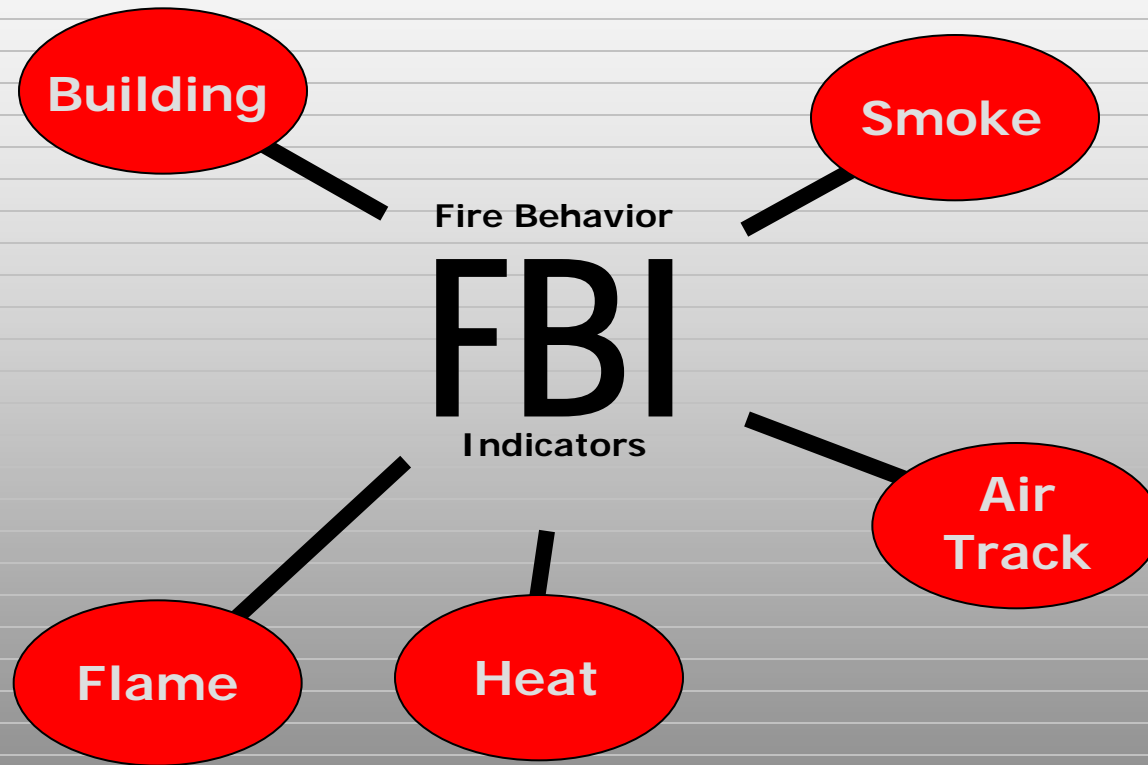 Building
Smoke
Fire Behavior
FBI
Indicators
Air
Track
Flame
Heat